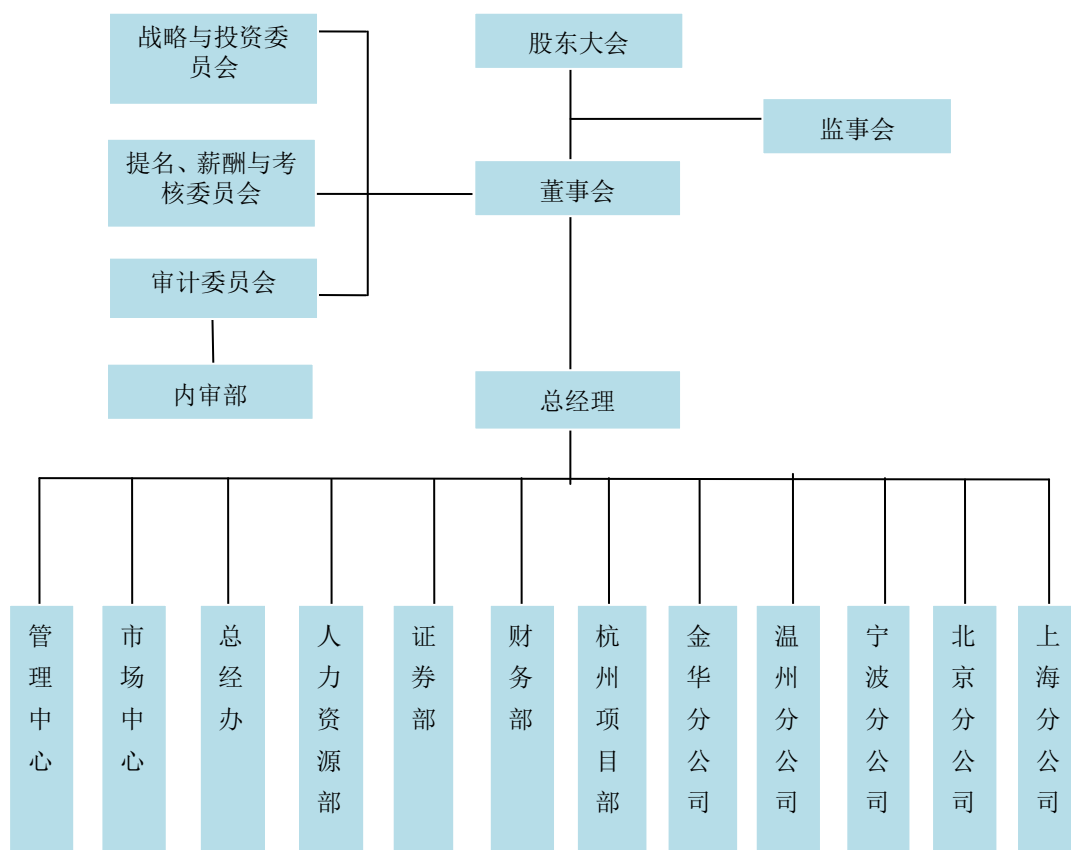 战略与投资委
员会
股东大会
监事会
提名、薪酬与考
核委员会
董事会
审计委员会
内审部
总经理
管理中心
市场中心
总经办
人力资源部
证券部
财务部
杭州项目部
金华分公司
温州分公司
宁波分公司
北京分公司
上海分公司